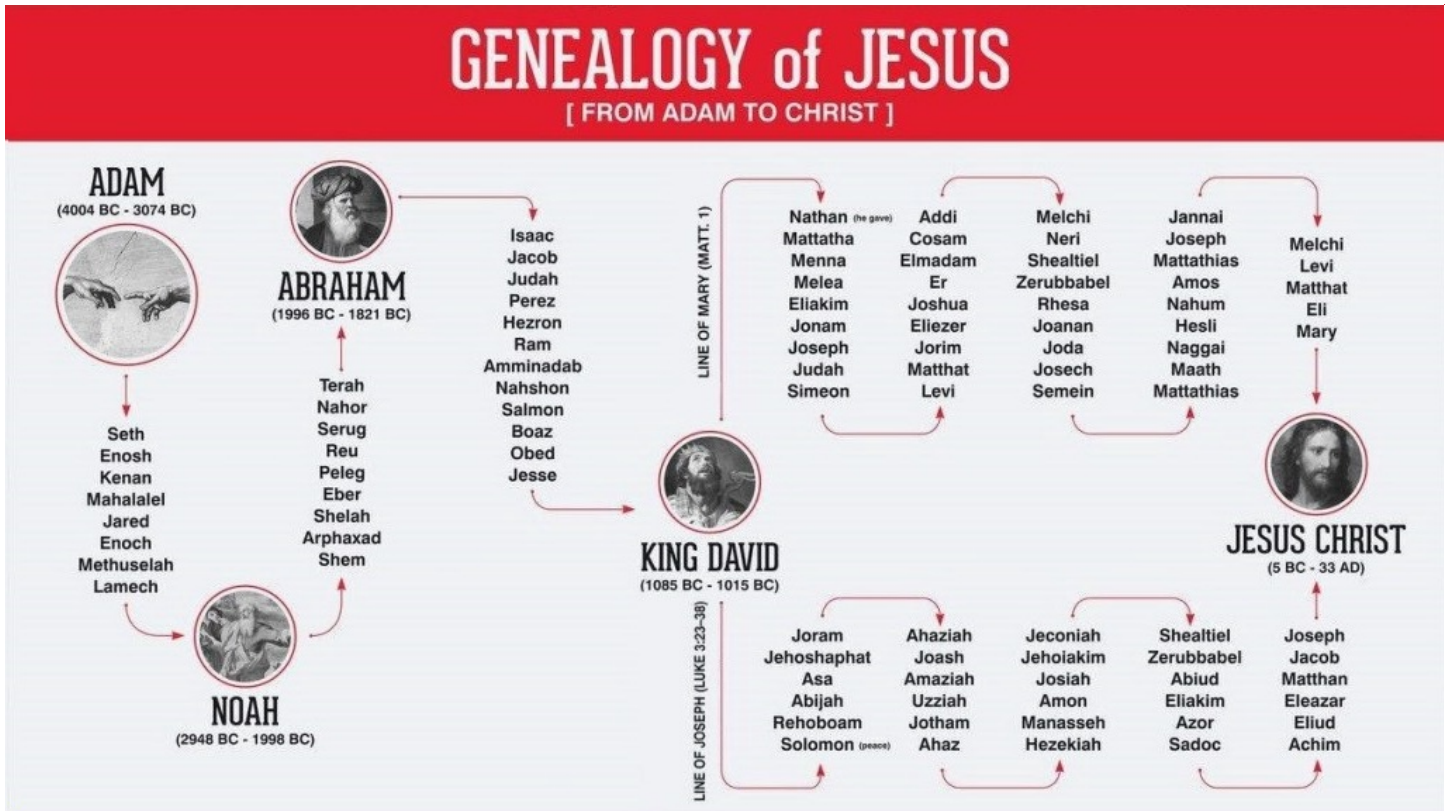 GENEALOGY of JESUS
[ FROM ADAM TO CHRIST ]
ADAM
(4004 BC - 3074 BC)
Seth
Enosh
Kenan
Mahalalel
Jared
Enoch
Methuselah
Lamech
NOAH
(2948 BC - 1998 BC)
ABRAHAM
(1996 BC - 1821 BC)
Terah
Nahor
Serug
Reu
Peleg
Eber
Shelah
Arphaxad
Shem
Isaac
Jacob
Judah
Perez
Hezron
Ram
Amminadab
Nahshon
Salmon
Boaz
Obed
Jesse
KING DAVID
(1085 BC - 1015 BC)
LINE OF MARY (MATT. 1)
Nathan (he gave)
Mattatha
Menna
Melea
Eliakim
Jonam
Joseph
Judah
Simeon
Addi
Cosam
Elmadam
Er
Joshua
Eliezer
Jorim
Matthat
Levi
Melchi
Neri
Shealtiel
Zerubbabel
Rhesa
Joanan
Joda
Josech
Semein
Jannai
Joseph
Mattathias
Amos
Nahum
Hesli
Naggai
Maath
Mattathias
Melchi
Levi
Matthat
Eli
Mary
LINE OF JOSEPH (LUKE 3:23–38)
Joram
Jehoshaphat
Asa
Abijah
Rehoboam
Solomon (peace)
Ahaziah
Joash
Amaziah
Uzziah
Jotham
Ahaz
Jeconiah
Jehoiakim
Josiah
Amon
Manasseh
Hezekiah
Shealtiel
Zerubbabel
Abiud
Eliakim
Azor
Sadoc
Joseph
Jacob
Matthan
Eleazar
Eliud
Achim
JESUS CHRIST
(5 BC - 33 AD)